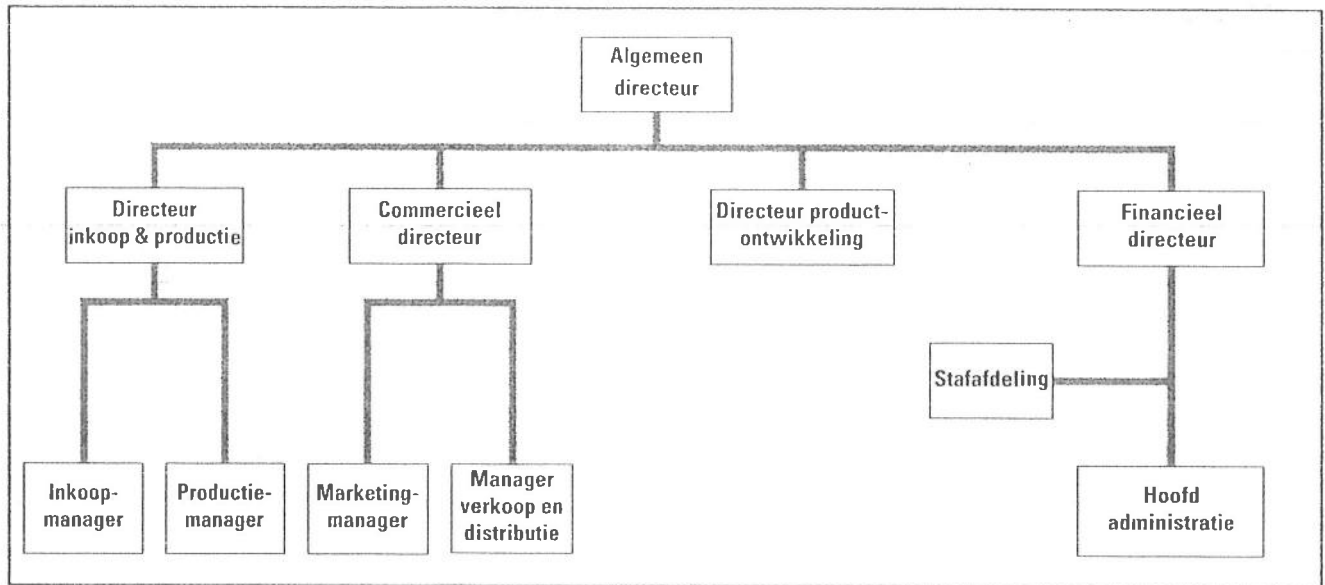 Algemeen
directeur
Directeur
inkoop & productie
Commercieel
directeur
Directeur product-
ontwikkeling
Financieel
directeur
Stafafdeling
Inkoop-
manager
Productie-
manager
Marketing-
manager
Manager
verkoop en
distributie
Hoofd
administratie